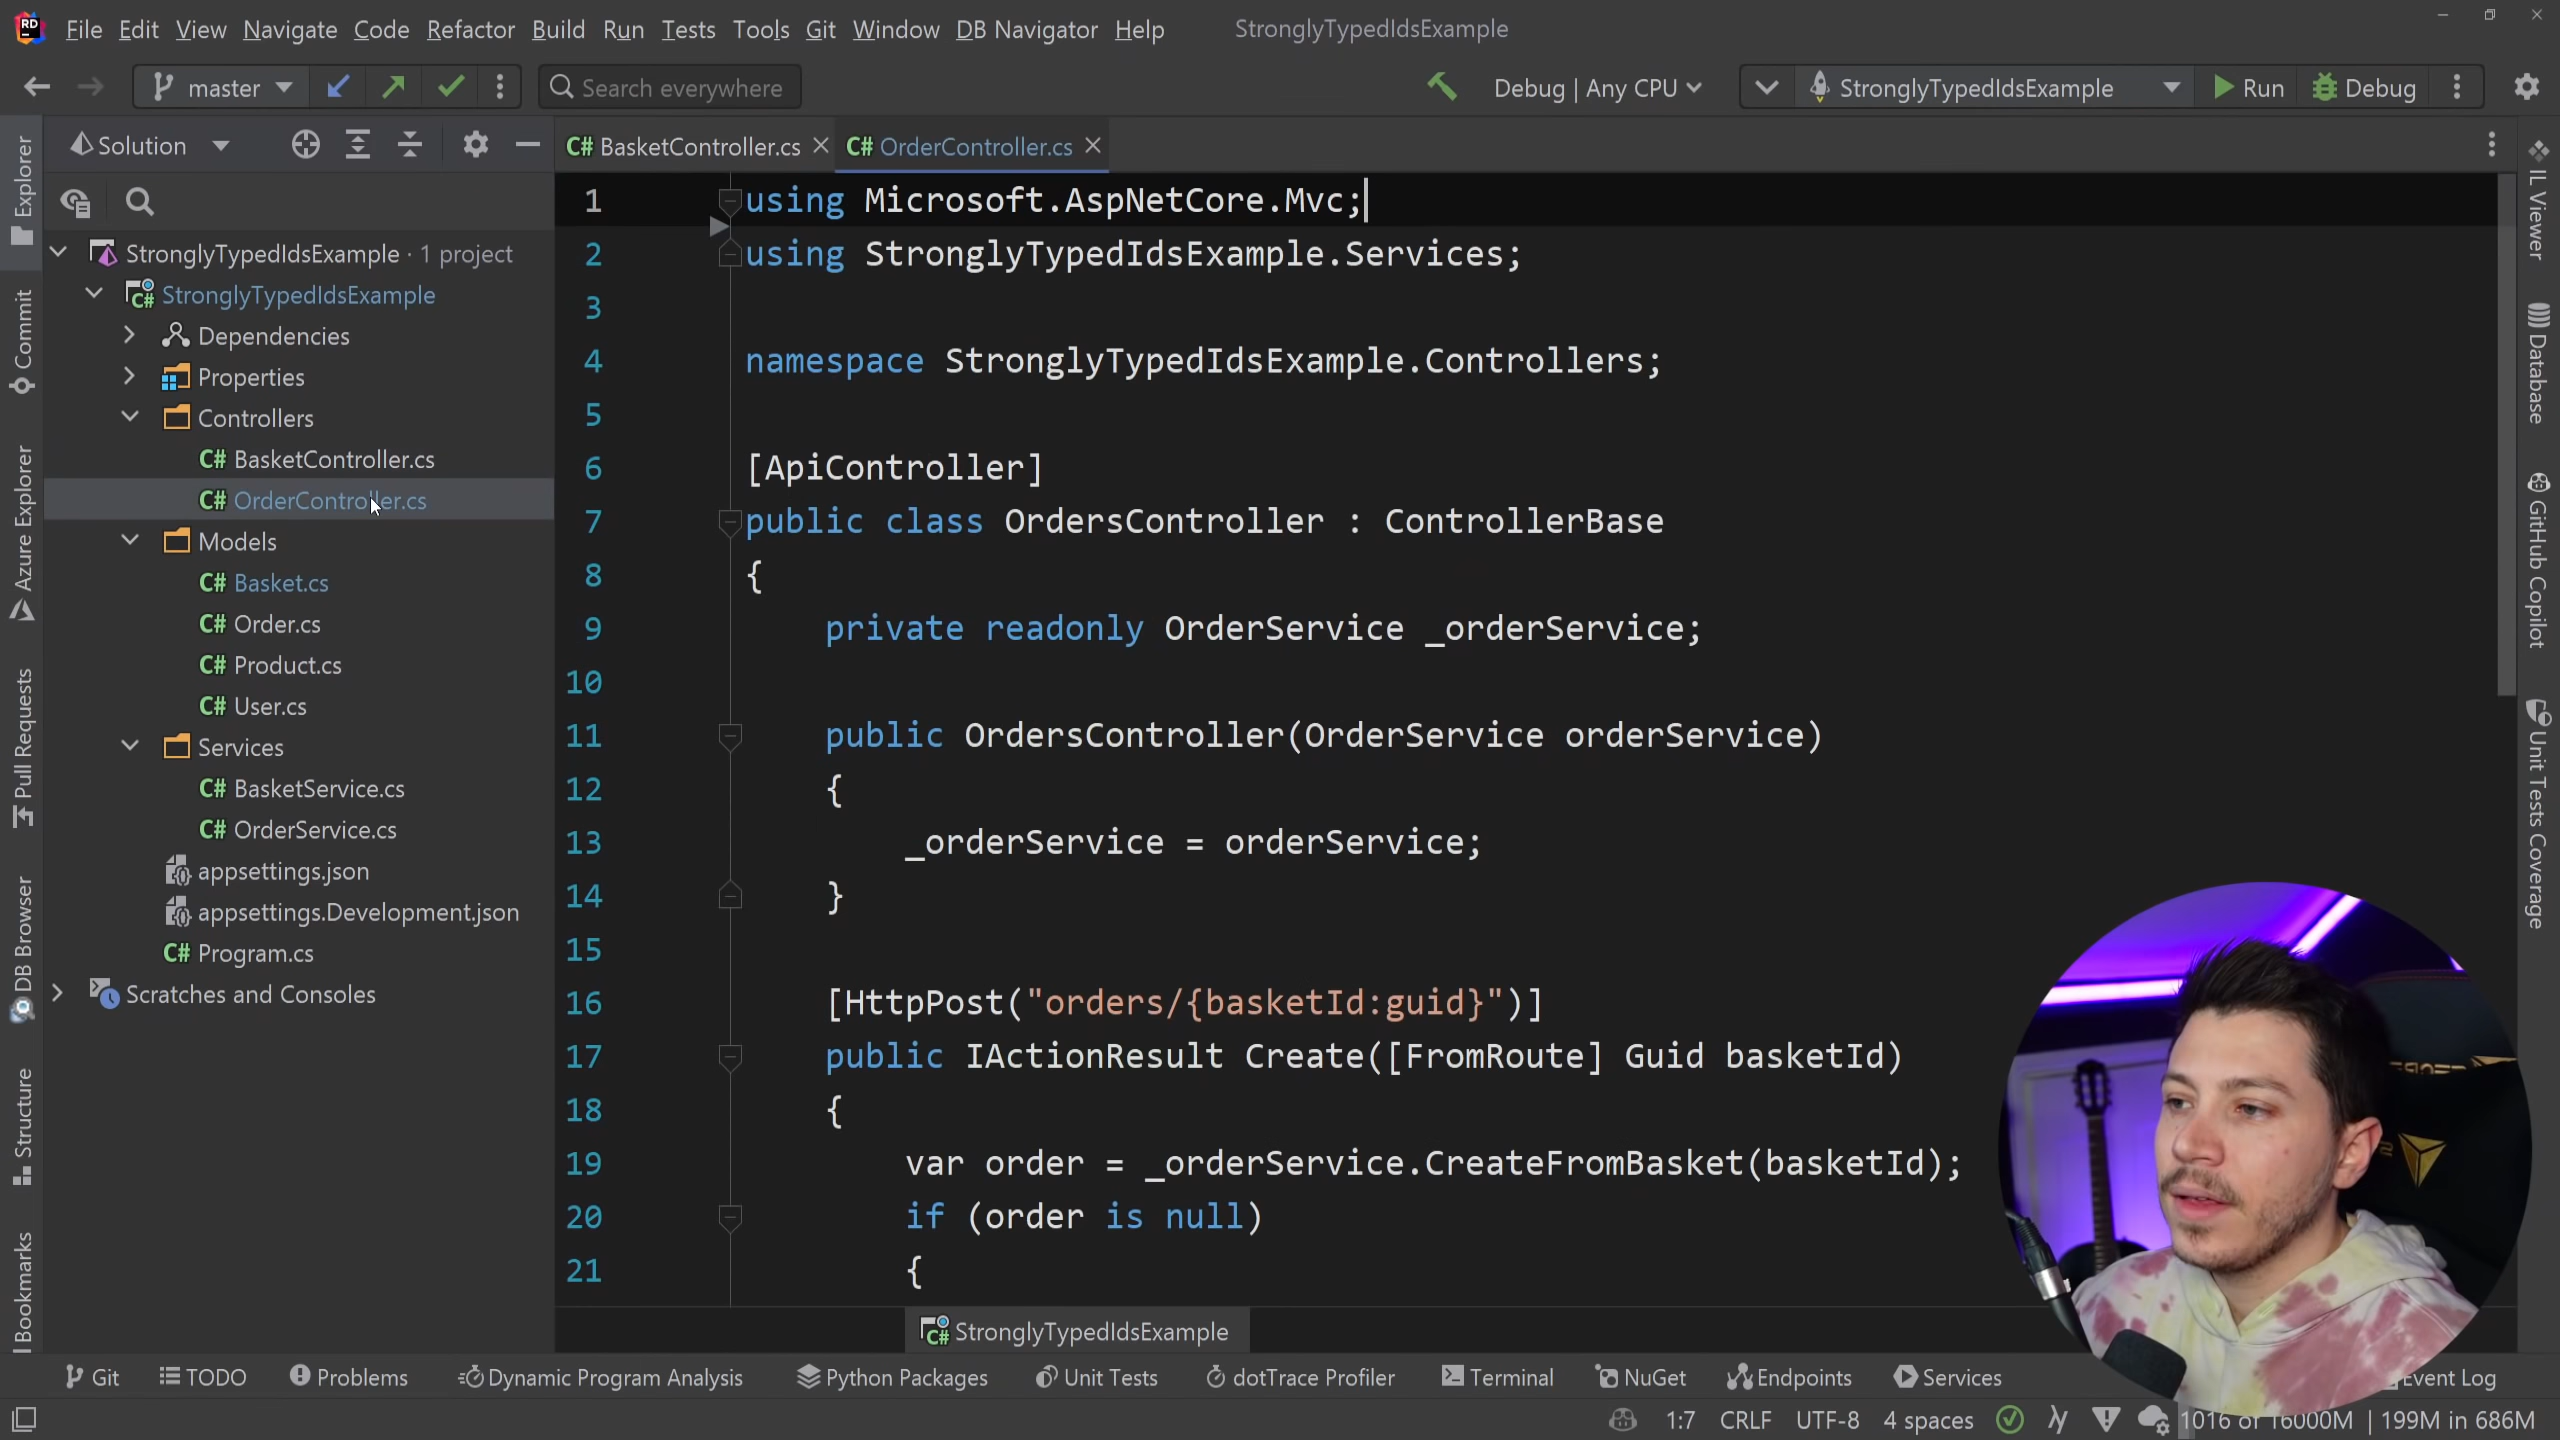 File Edit View Navigate Code Refactor Build Run Tests Tools Git Window DB Navigator Help StronglyTypedIdsExample
master Search everywhere Debug | Any CPU StronglyTypedIdsExample Run Debug
Solution
BasketController.cs OrderController.cs
StronglyTypedIdsExample · 1 project
StronglyTypedIdsExample
Dependencies
Properties
Controllers
C# BasketController.cs
C# OrderController.cs
Models
C# Basket.cs
C# Order.cs
C# Product.cs
C# User.cs
Services
C# BasketService.cs
C# OrderService.cs
appsettings.json
appsettings.Development.json
C# Program.cs
Scratches and Consoles
Explorer
Commit
Azure Explorer
Pull Requests
DB Browser
Structure
Bookmarks
1 using Microsoft.AspNetCore.Mvc;
2 using StronglyTypedIdsExample.Services;
3
4 namespace StronglyTypedIdsExample.Controllers;
5
6 [ApiController]
7 public class OrdersController : ControllerBase
8 {
9 private readonly OrderService _orderService;
10
11 public OrdersController(OrderService orderService)
12 {
13 _orderService = orderService;
14 }
15
16 [HttpPost("orders/{basketId:guid}")]
17 public IActionResult Create([FromRoute] Guid basketId)
18 {
19 var order = _orderService.CreateFromBasket(basketId);
20 if (order is null)
21 {
StronglyTypedIdsExample
IL Viewer
Database
GitHub Copilot
Unit Tests Coverage
Git TODO Problems Dynamic Program Analysis Python Packages Unit Tests dotTrace Profiler Terminal NuGet Endpoints Services Event Log
1:7 CRLF UTF-8 4 spaces 1016 of 16000M | 199M in 686M